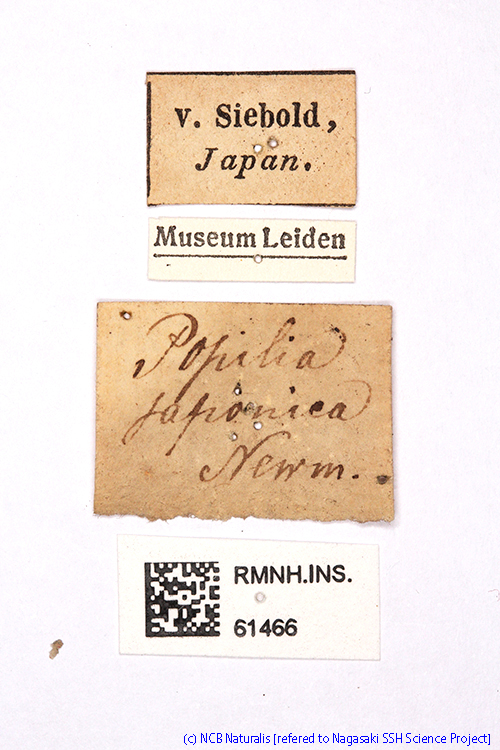 v. Siebold,
Japan.
Museum Leiden
Popilia
japonica
Newm.
RMNH.INS.
61466
(c) NCB Naturalis [refered to Nagasaki SSH Science Project]